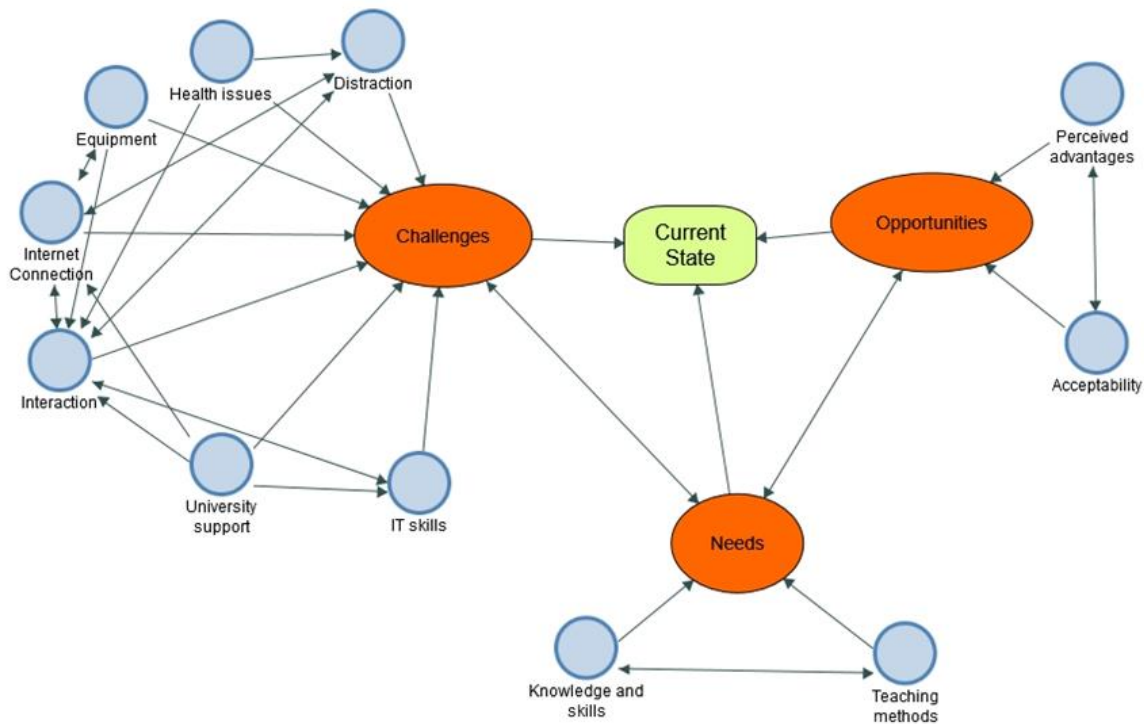 Health issues
Distraction
Equipment
Perceived
advantages
Internet
Connection
Challenges
Current
State
Opportunities
Interaction
Acceptability
University
support
IT skills
Needs
Knowledge and
skills
Teaching
methods